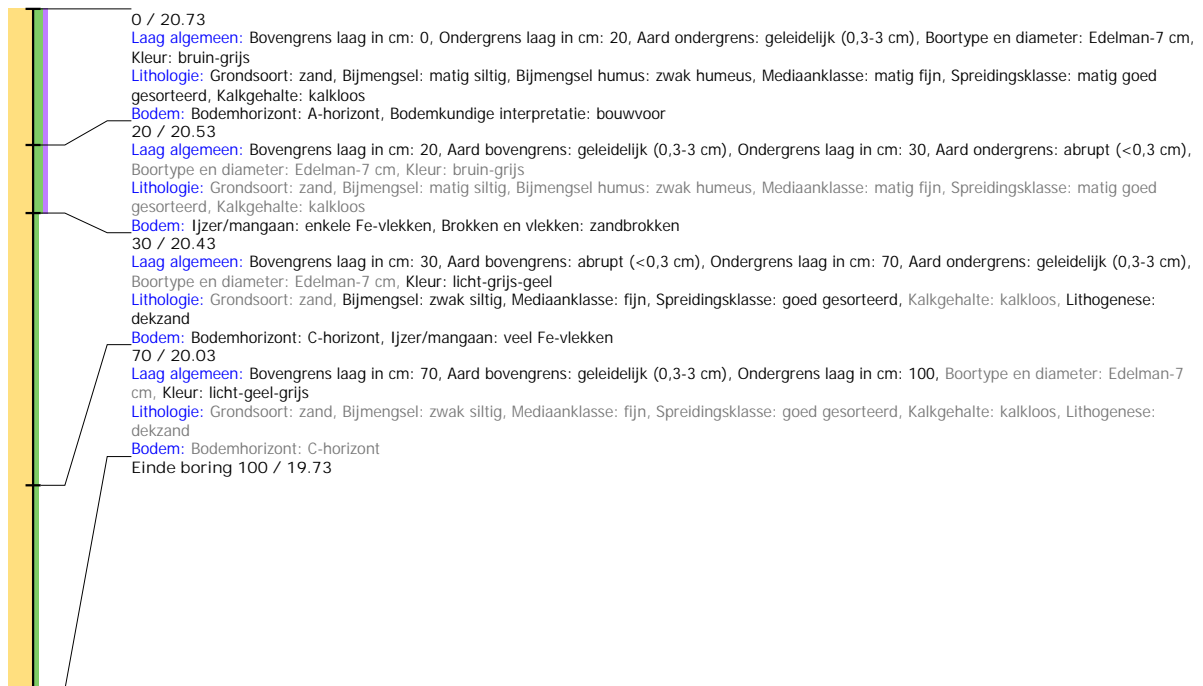 0 / 20.73
Laag algemeen: Bovengrens laag in cm: 0, Ondergrens laag in cm: 20, Aard ondergrens: geleidelijk (0,3-3 cm), Boortype en diameter: Edelman-7 cm,
Kleur: bruin-grijs
Lithologie: Grondsoort: zand, Bijmengsel: matig siltig, Bijmengsel humus: zwak humeus, Mediaanklasse: matig fijn, Spreidingsklasse: matig goed
gesorteerd, Kalkgehalte: kalkloos
Bodem: Bodemhorizont: A-horizont, Bodemkundige interpretatie: bouwvoor
20 / 20.53
Laag algemeen: Bovengrens laag in cm: 20, Aard bovengrens: geleidelijk (0,3-3 cm), Ondergrens laag in cm: 30, Aard ondergrens: abrupt (<0,3 cm),
Boortype en diameter: Edelman-7 cm, Kleur: bruin-grijs
Lithologie: Grondsoort: zand, Bijmengsel: matig siltig, Bijmengsel humus: zwak humeus, Mediaanklasse: matig fijn, Spreidingsklasse: matig goed
gesorteerd, Kalkgehalte: kalkloos
Bodem: Ijzer/mangaan: enkele Fe-vlekken, Brokken en vlekken: zandbrokken
30 / 20.43
Laag algemeen: Bovengrens laag in cm: 30, Aard bovengrens: abrupt (<0,3 cm), Ondergrens laag in cm: 70, Aard ondergrens: geleidelijk (0,3-3 cm),
Boortype en diameter: Edelman-7 cm, Kleur: licht-grijs-geel
Lithologie: Grondsoort: zand, Bijmengsel: zwak siltig, Mediaanklasse: fijn, Spreidingsklasse: goed gesorteerd, Kalkgehalte: kalkloos, Lithogenese:
dekzand
Bodem: Bodemhorizont: C-horizont, Ijzer/mangaan: veel Fe-vlekken
70 / 20.03
Laag algemeen: Bovengrens laag in cm: 70, Aard bovengrens: geleidelijk (0,3-3 cm), Ondergrens laag in cm: 100, Boortype en diameter: Edelman-7
cm, Kleur: licht-geel-grijs
Lithologie: Grondsoort: zand, Bijmengsel: zwak siltig, Mediaanklasse: fijn, Spreidingsklasse: goed gesorteerd, Kalkgehalte: kalkloos, Lithogenese:
dekzand
Bodem: Bodemhorizont: C-horizont
Einde boring 100 / 19.73